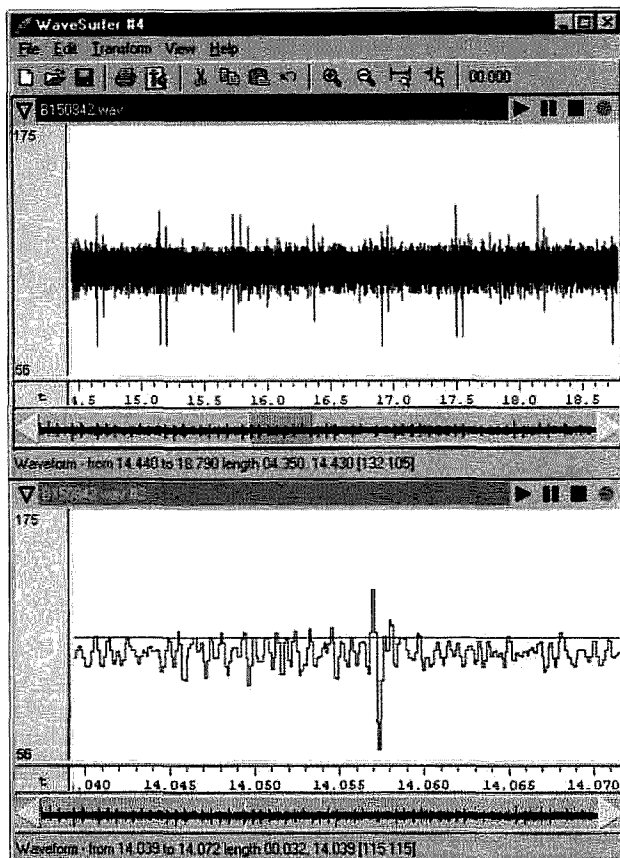 WaveSurfer #4
File Edit Transform View Help
00.000
B150842.wav
175
56
t: 4.5 15.0 15.5 16.0 16.5 17.0 17.5 18.0 18.5
Waveform - from 14.440 to 18.790 length 04.350, 14.430 [132 105]
175
56
t: .040 14.045 14.050 14.055 14.060 14.065 14.070
Waveform - from 14.039 to 14.072 length 00.032, 14.039 [115 115]